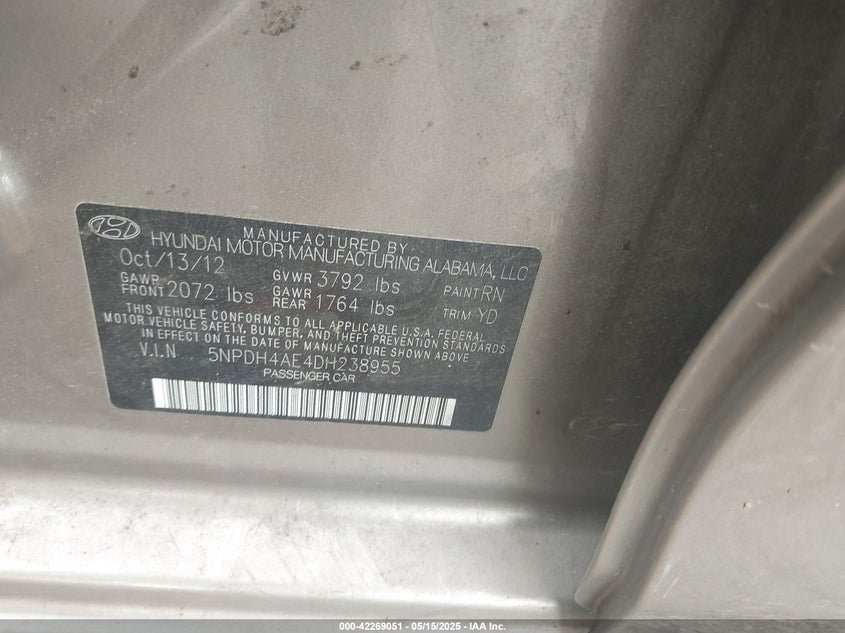 MANUFACTURED BY
HYUNDAI MOTOR MANUFACTURING ALABAMA, LLC
Oct/13/12 GVWR 3792 lbs PAINT RN
GAWR FRONT 2072 lbs GAWR REAR 1764 lbs TRIM YD
THIS VEHICLE CONFORMS TO ALL APPLICABLE U.S.A. FEDERAL
MOTOR VEHICLE SAFETY, BUMPER, AND THEFT PREVENTION STANDARDS
IN EFFECT ON THE DATE OF MANUFACTURE SHOWN ABOVE
V.I.N. 5NPDH4AE4DH238955
PASSENGER CAR
000-42269051 - 05/15/2025 - IAA Inc.